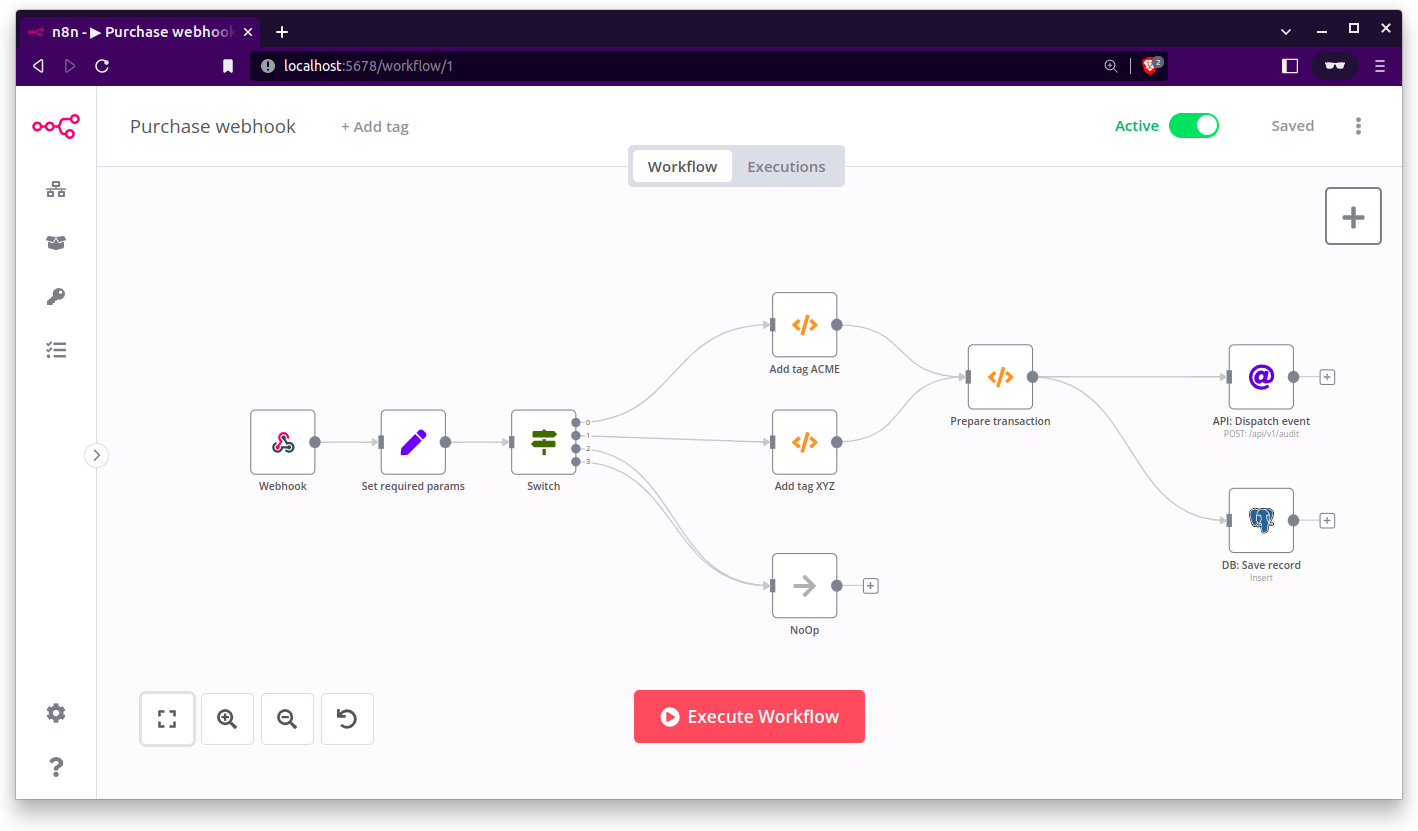 n8n - ▶ Purchase webhook
localhost:5678/workflow/1
2
Purchase webhook
+ Add tag
Active
Saved
Workflow
Executions
Add tag ACME
Prepare transaction
API: Dispatch event
POST: /api/v1/audit
0
1
2
3
Webhook
Set required params
Switch
Add tag XYZ
DB: Save record
Insert
NoOp
Execute Workflow